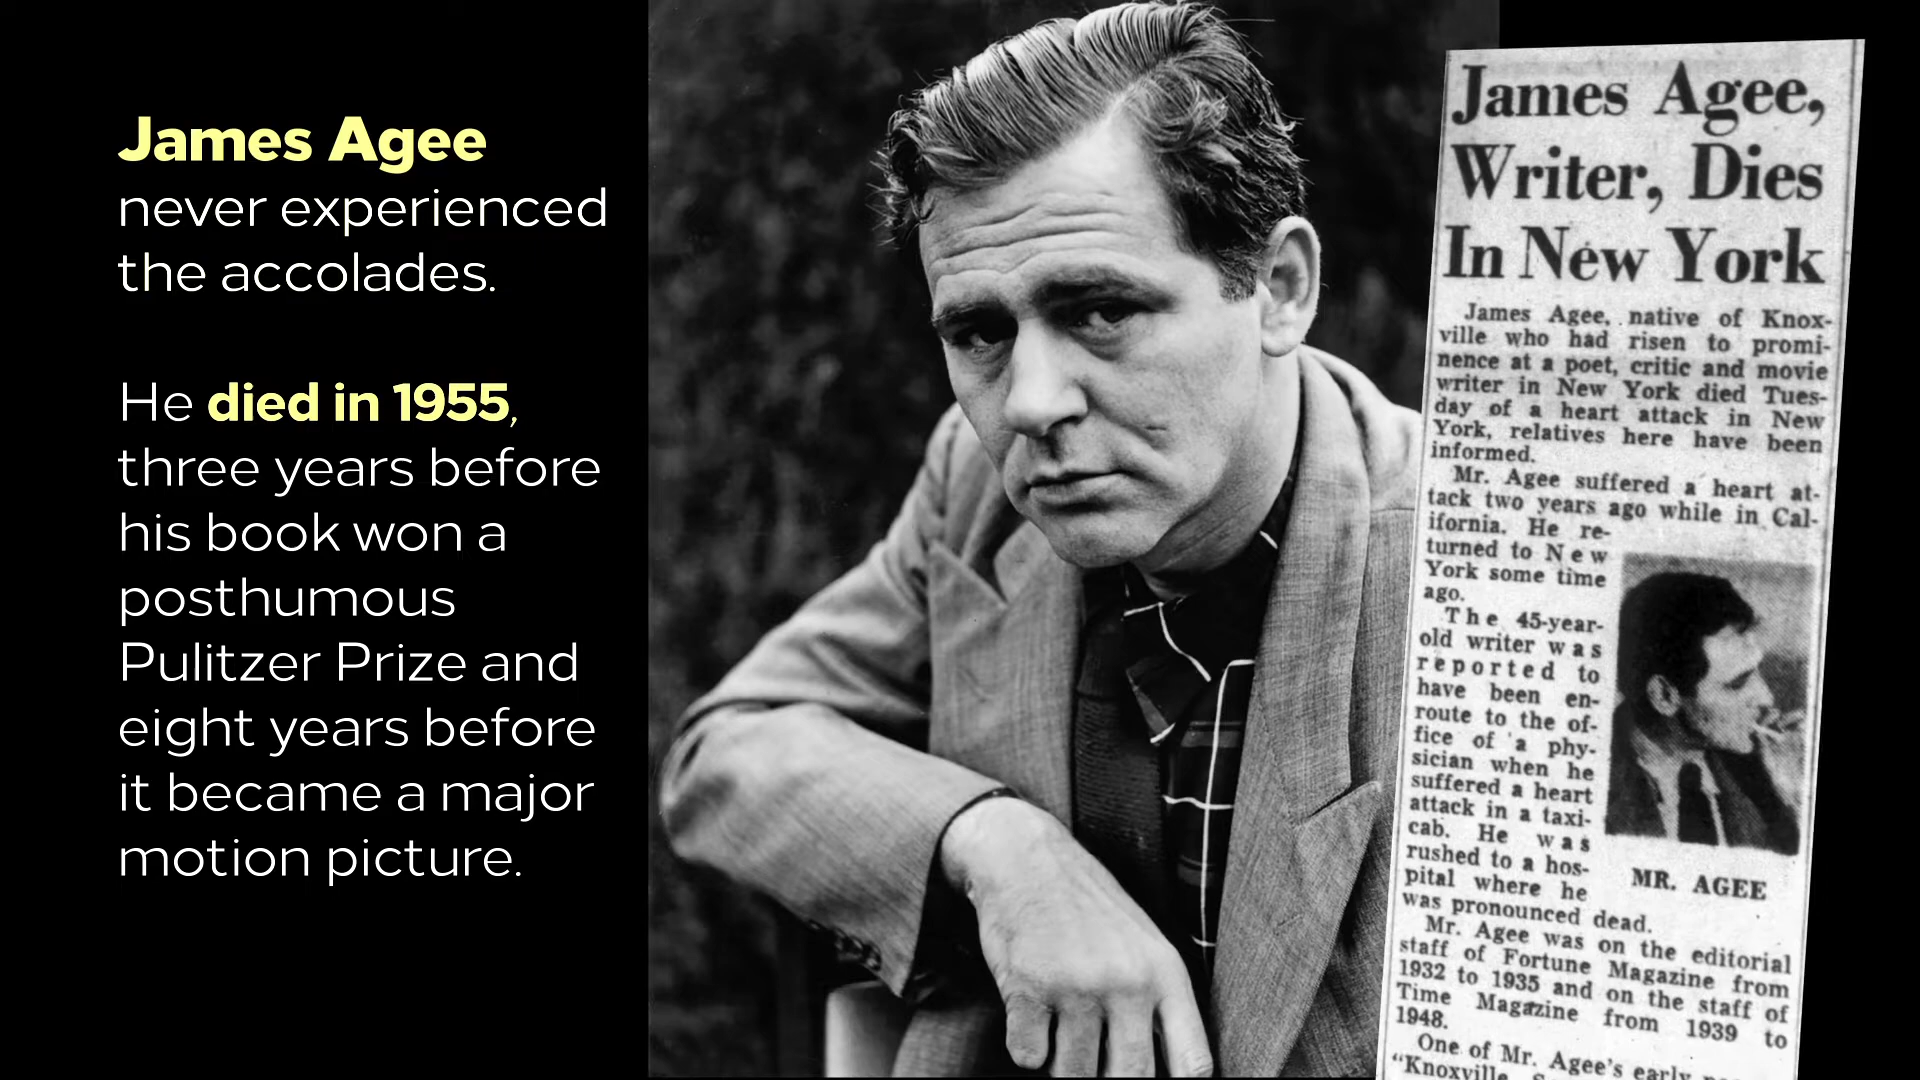 James Agee
never experienced
the accolades.
He died in 1955,
three years before
his book won a
posthumous
Pulitzer Prize and
eight years before
it became a major
motion picture.
James Agee,
Writer, Dies
In New York
James Agee, native of Knox-
ville who had risen to promi-
nence at a poet, critic and movie
writer in New York died Tues-
day of a heart attack in New
York, relatives here have been
informed.
Mr. Agee suffered a heart at-
tack two years ago while in Cal-
ifornia. He re-
turned to New
York some time
ago.
The 45-year-
old writer was
reported to
have been en-
route to the of-
fice of a phy-
sician when he
suffered a heart
attack in a taxi-
cab. He was
rushed to a hos-
pital where he
was pronounced dead.
MR. AGEE
Mr. Agee was on the editorial
staff of Fortune Magazine from
1932 to 1935 and on the staff of
Time Magazine from 1939 to
1948.
One of Mr. Agee's early
"Knoxville